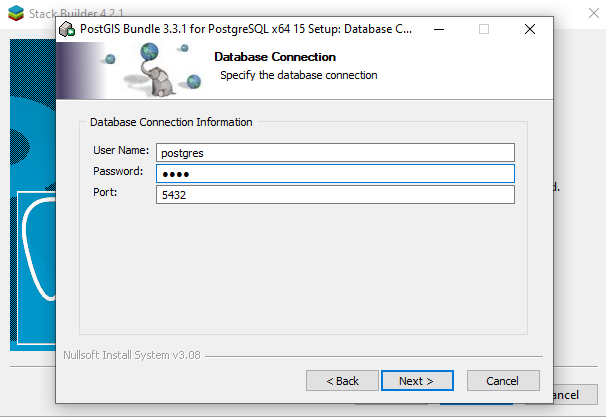 Stack Builder 4.2.1
PostGIS Bundle 3.3.1 for PostgreSQL x64 15 Setup: Database C...
Database Connection
Specify the database connection
Database Connection Information
User Name: postgres
Password: ●●●●
Port: 5432
d.
Nullsoft Install System v3.08
< Back Next > Cancel
ancel